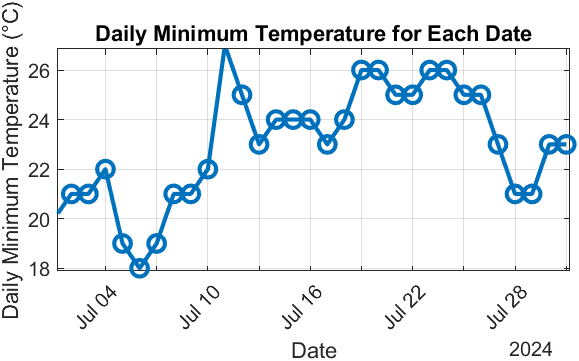 Daily Minimum Temperature for Each Date
Daily Minimum Temperature (°C)
26
24
22
20
18
Jul 04
Jul 10
Jul 16
Jul 22
Jul 28
2024
Date